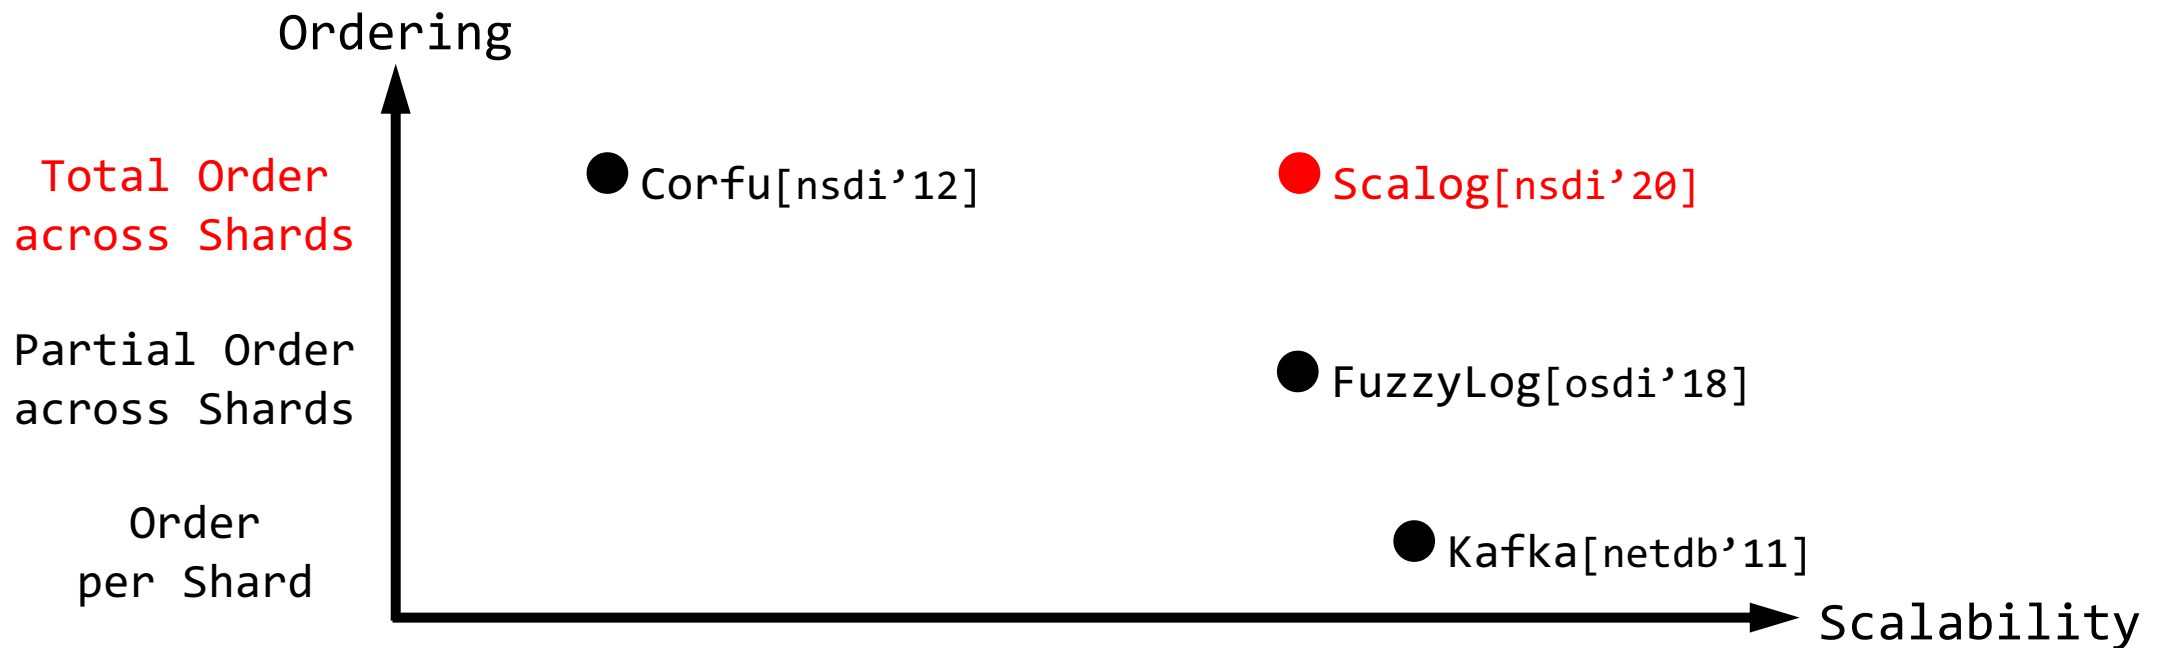 Ordering
Total Order
across Shards
Corfu[nsdi’12]
Scalog[nsdi’20]
Partial Order
across Shards
FuzzyLog[osdi’18]
Order
per Shard
Kafka[netdb’11]
Scalability